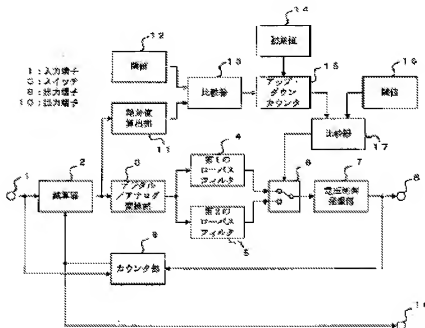 1：入力端子
6：スイッチ
8：出力端子
10：出力端子
12
閾値
13
比較器
14
初期値
15
アップ・
ダウン
カウンタ
16
閾値
絶対値
算出部
11
比較器
17
1
2
減算器
3
デジタル
／アナログ
変換部
4
第1の
ローパス
フィルタ
第2の
ローパス
フィルタ
5
6
7
電圧制御
発振部
8
9
カウンタ部
10